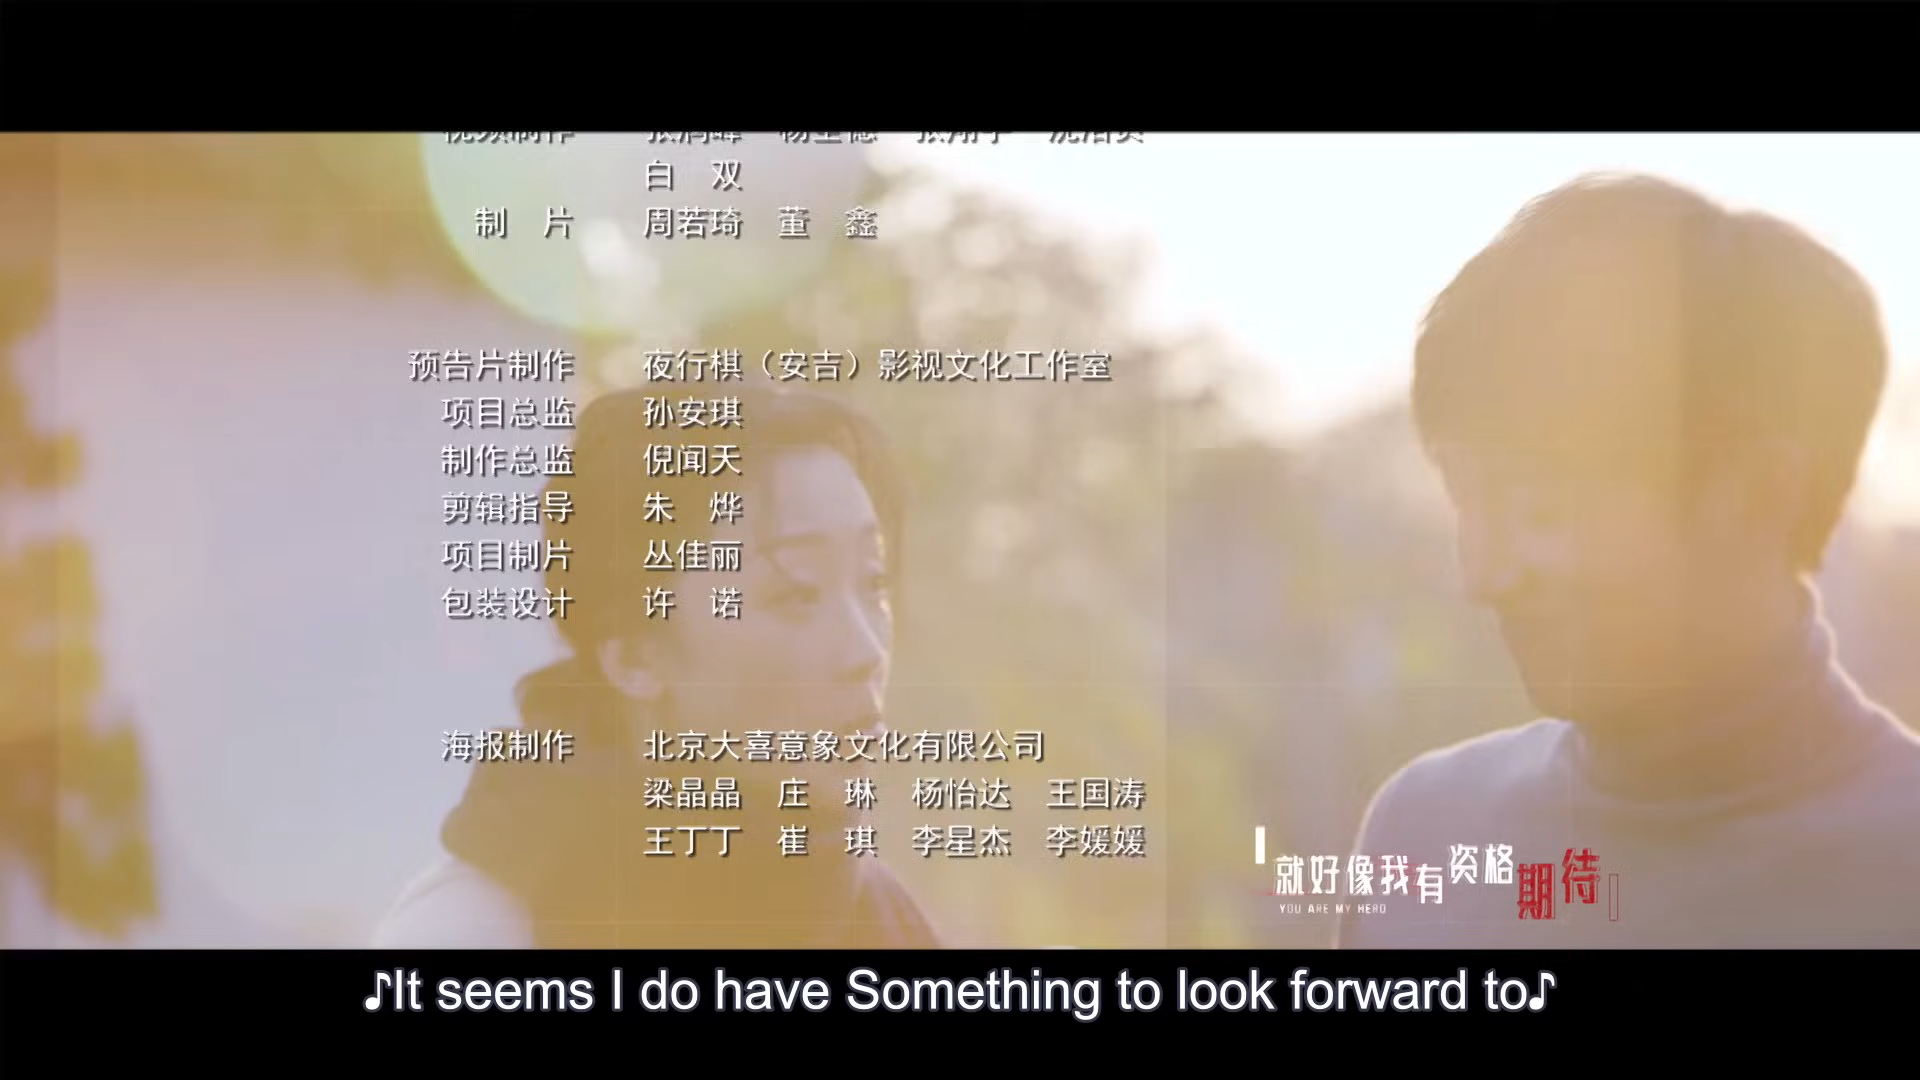 白 双
制 片 周若琦 董 鑫
预告片制作 夜行棋（安吉）影视文化工作室
项目总监 孙安琪
制作总监 倪闻天
剪辑指导 朱 烨
项目制片 丛佳丽
包装设计 许 诺
海报制作 北京大喜意象文化有限公司
梁晶晶 庄 琳 杨怡达 王国涛
王丁丁 崔 琪 李星杰 李媛媛
就好像我有资格期待
YOU ARE MY HERO
♪It seems I do have Something to look forward to♪